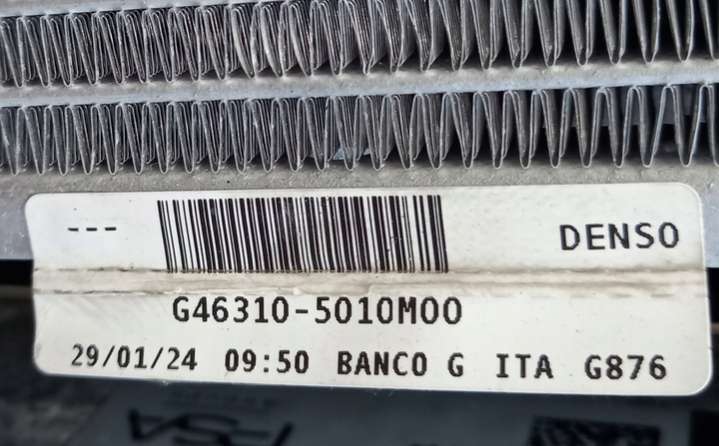 --- DENSO
G46310-5010M00
29/01/24 09:50 BANCO G ITA G876